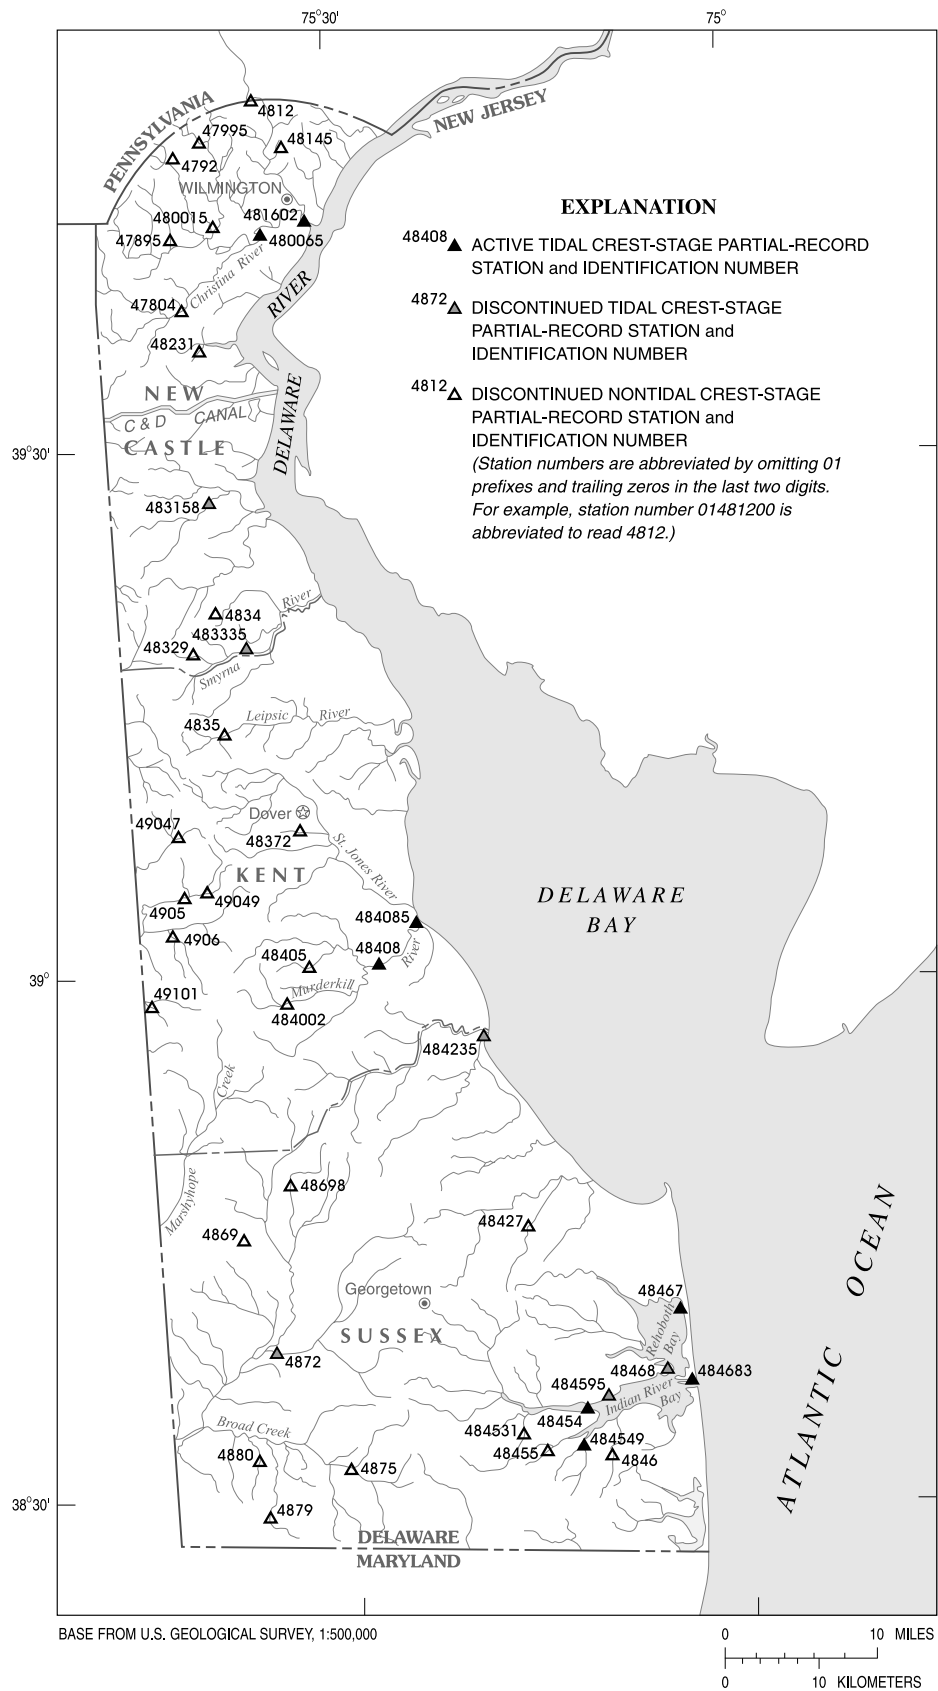 75°30'
75°
4812
PENNSYLVANIA
NEW JERSEY
47995
48145
4792
WILMINGTON
480015
481602
47895
480065
Christina River
47804
RIVER
48231
NEW
C & D CANAL
CASTLE
DELAWARE
39°30'
483158
EXPLANATION
48408 ACTIVE TIDAL CREST-STAGE PARTIAL-RECORD
STATION and IDENTIFICATION NUMBER
4872 DISCONTINUED TIDAL CREST-STAGE
PARTIAL-RECORD STATION and
IDENTIFICATION NUMBER
4812 DISCONTINUED NONTIDAL CREST-STAGE
PARTIAL-RECORD STATION and
IDENTIFICATION NUMBER
(Station numbers are abbreviated by omitting 01
prefixes and trailing zeros in the last two digits.
For example, station number 01481200 is
abbreviated to read 4812.)
4834
River
483335
48329
Smyrna
4835
Leipsic River
Dover
49047
48372
St. Jones River
KENT
49049
4905
484085
DELAWARE
BAY
4906
48405
48408
River
39°
49101
Murderkill
484002
484235
Creek
Marshyhope
48698
48427
4869
Georgetown
48467
SUSSEX
Rehoboth
Bay
4872
48468
484683
484595
Indian River
Bay
48454
Broad Creek
484531
484549
4880
4875
48455
4846
38°30'
4879
DELAWARE
MARYLAND
ATLANTIC OCEAN
BASE FROM U.S. GEOLOGICAL SURVEY, 1:500,000
0 10 MILES
0 10 KILOMETERS